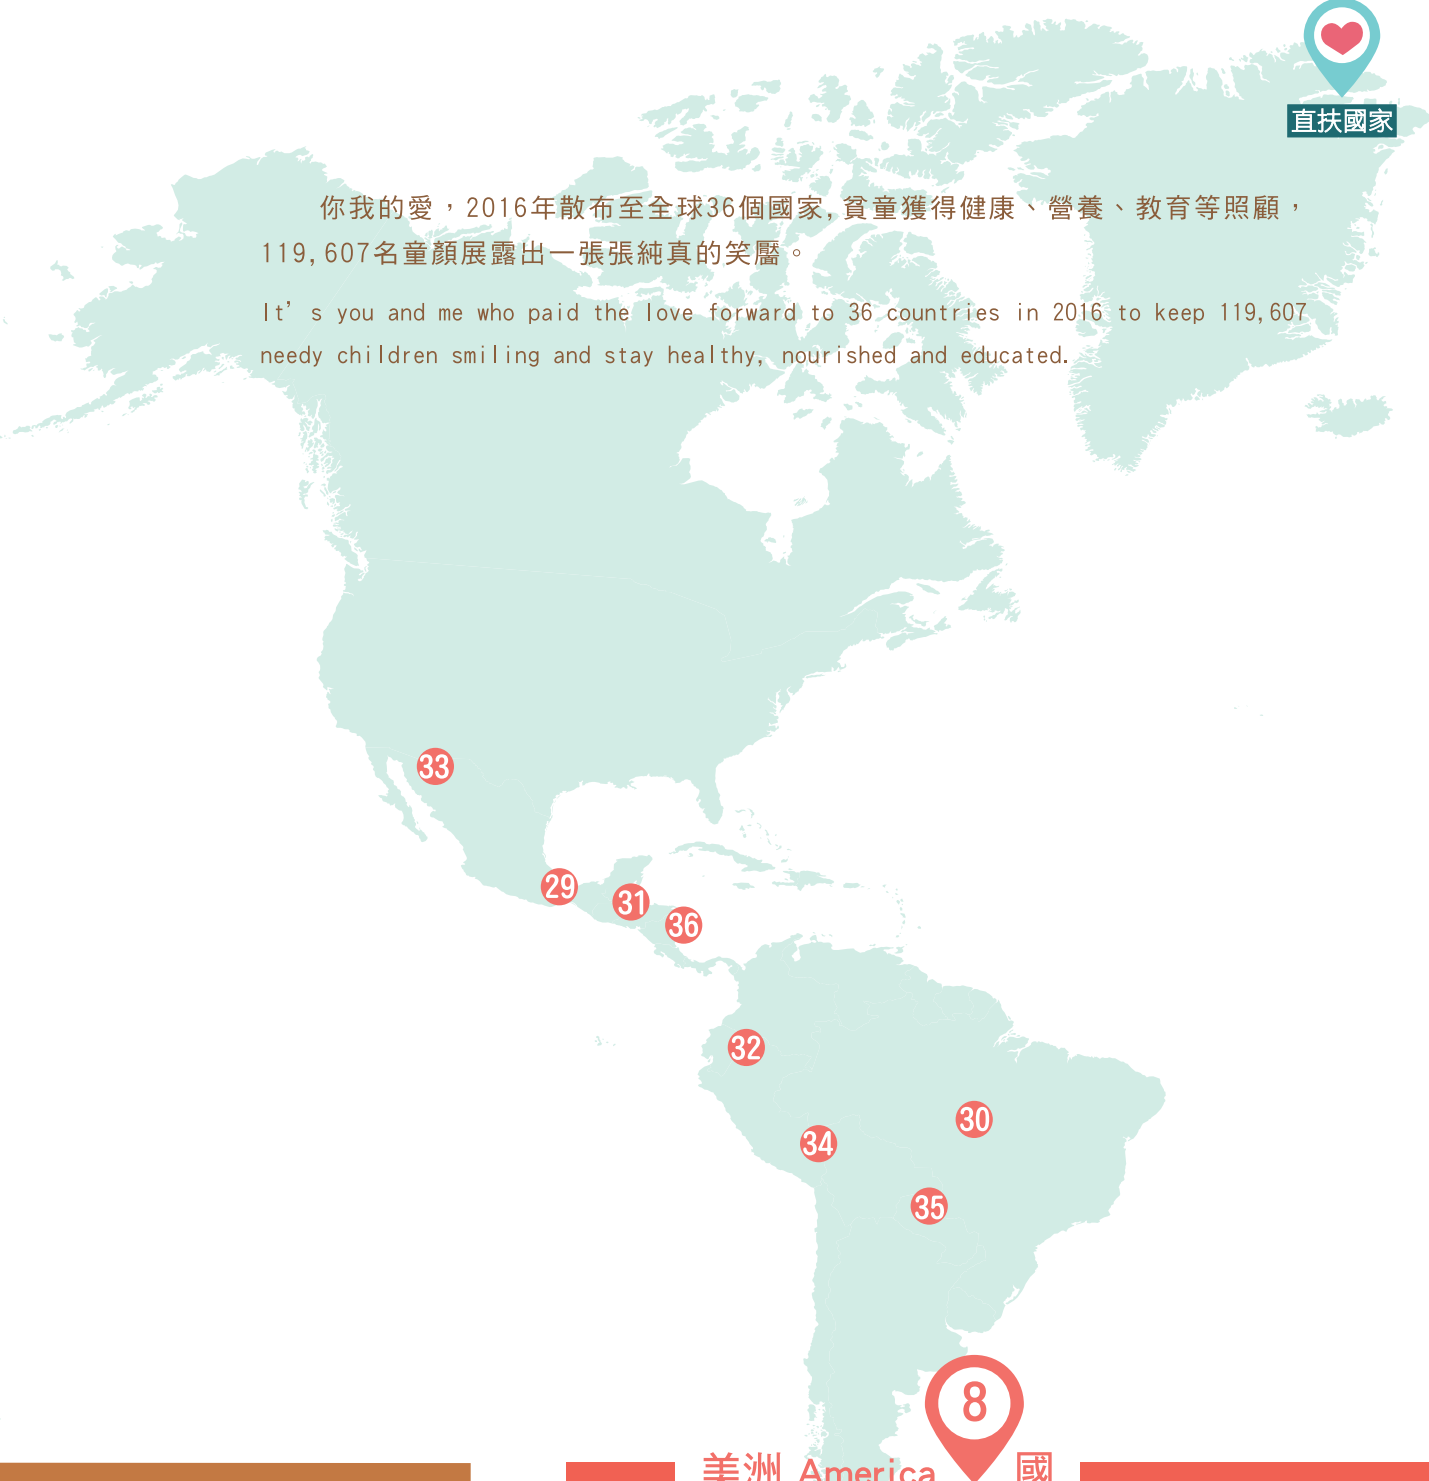 直扶國家
你我的愛，2016年散布至全球36個國家,貧童獲得健康、營養、教育等照顧，
119,607名童顏展露出一張張純真的笑靨。
It's you and me who paid the love forward to 36 countries in 2016 to keep 119,607
needy children smiling and stay healthy, nourished and educated.
33
29
31
36
32
30
34
35
8
美洲 America 國